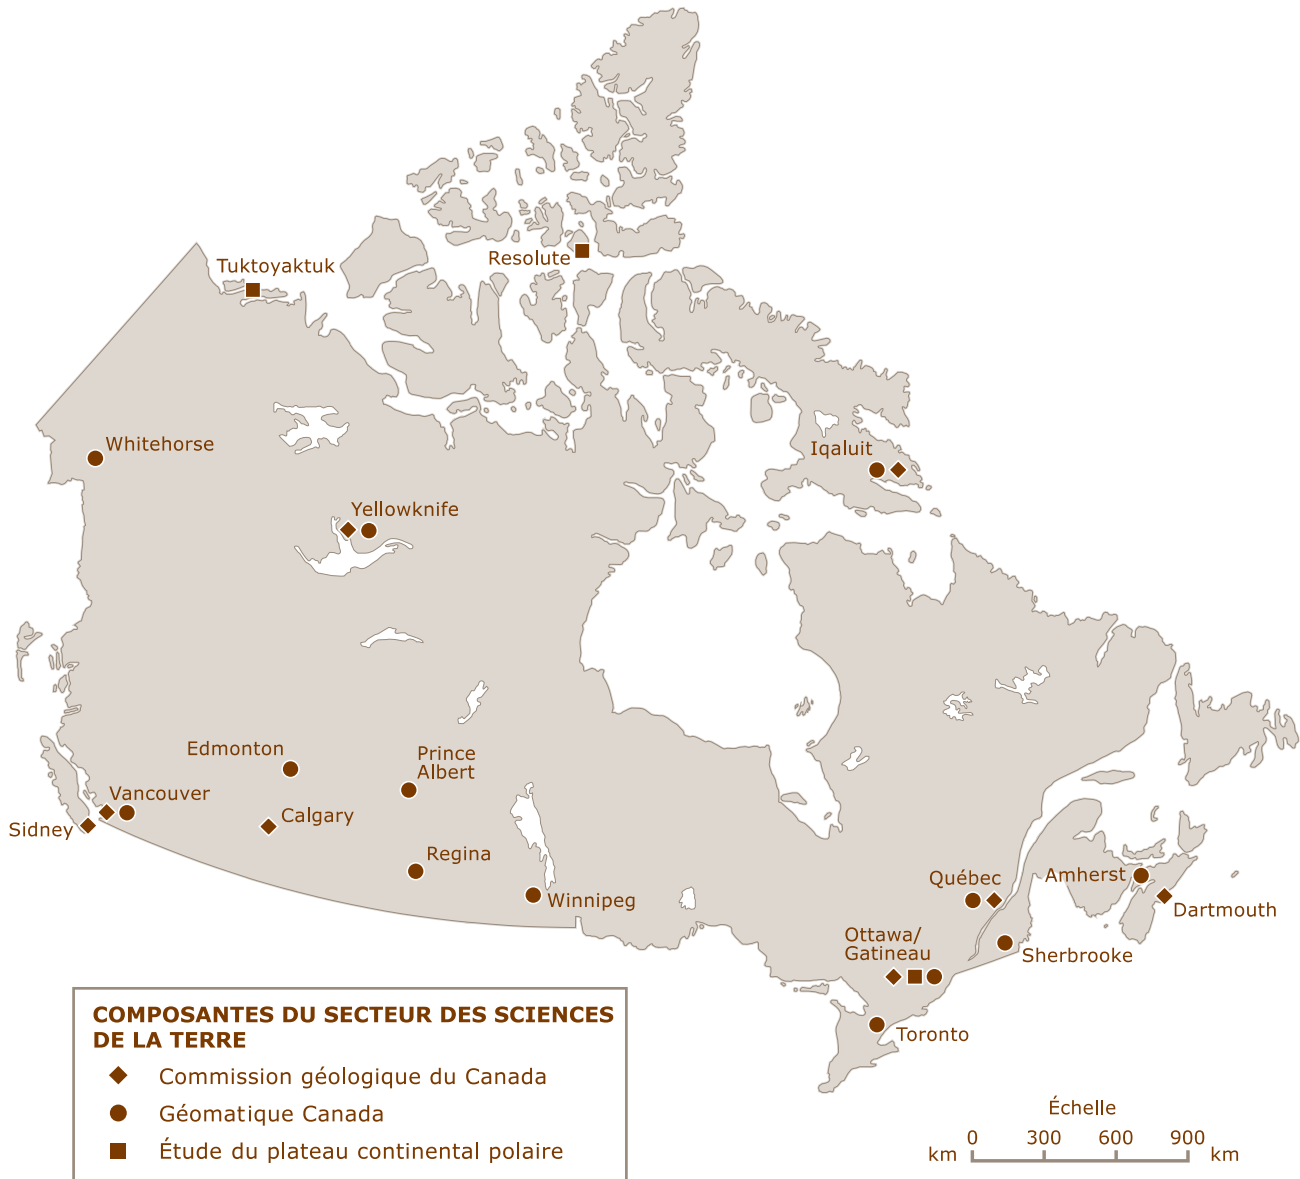 Resolute
Tuktoyaktuk
Whitehorse
Iqaluit
Yellowknife
Edmonton
Prince
Albert
Vancouver
Calgary
Sidney
Regina
Winnipeg
Québec
Amherst
Dartmouth
Ottawa/
Gatineau
Sherbrooke
Toronto
COMPOSANTES DU SECTEUR DES SCIENCES
DE LA TERRE
Commission géologique du Canada
Géomatique Canada
Étude du plateau continental polaire
Échelle
0 300 600 900
km km